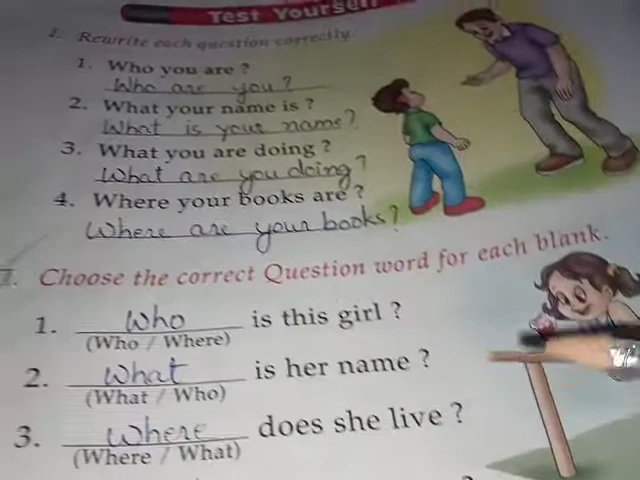 Test Yourself
I. Rewrite each question correctly.
1. Who you are ?
Who are you?
2. What your name is ?
What is your name?
3. What you are doing ?
What are you doing?
4. Where your books are ?
Where are your books?
Choose the correct Question word for each blank.
1. Who is this girl ?
(Who / Where)
2. What is her name ?
(What / Who)
3. Where does she live ?
(Where / What)